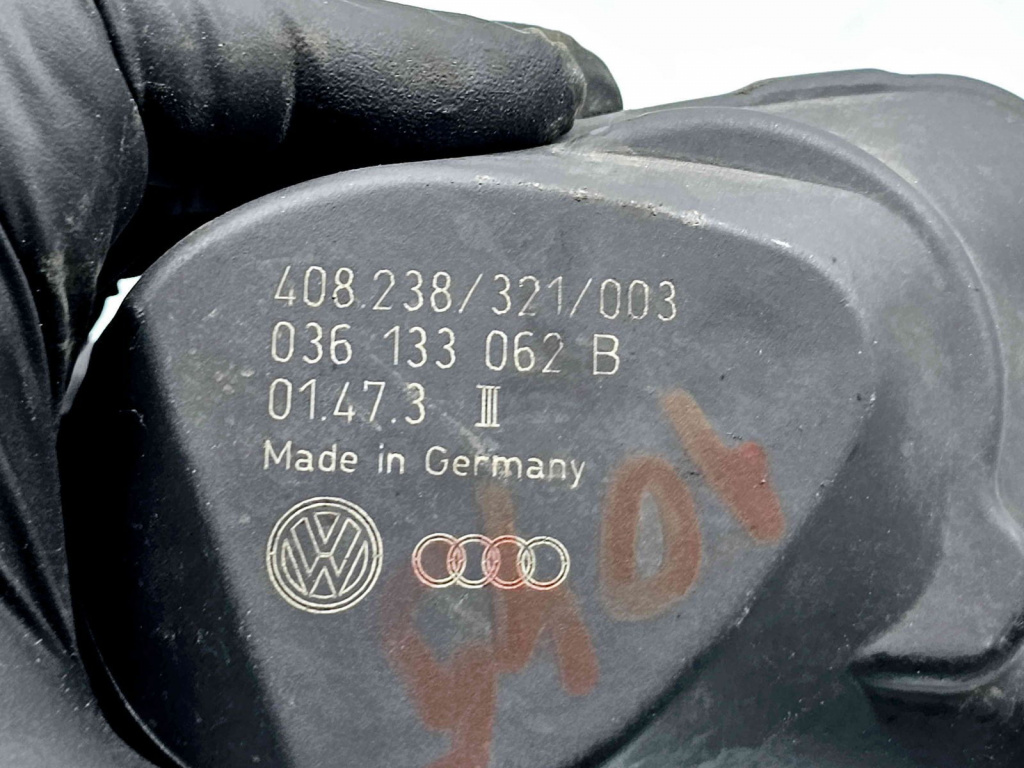 408.238/321/003
036 133 062 B
01.47.3 III
Made in Germany
VW